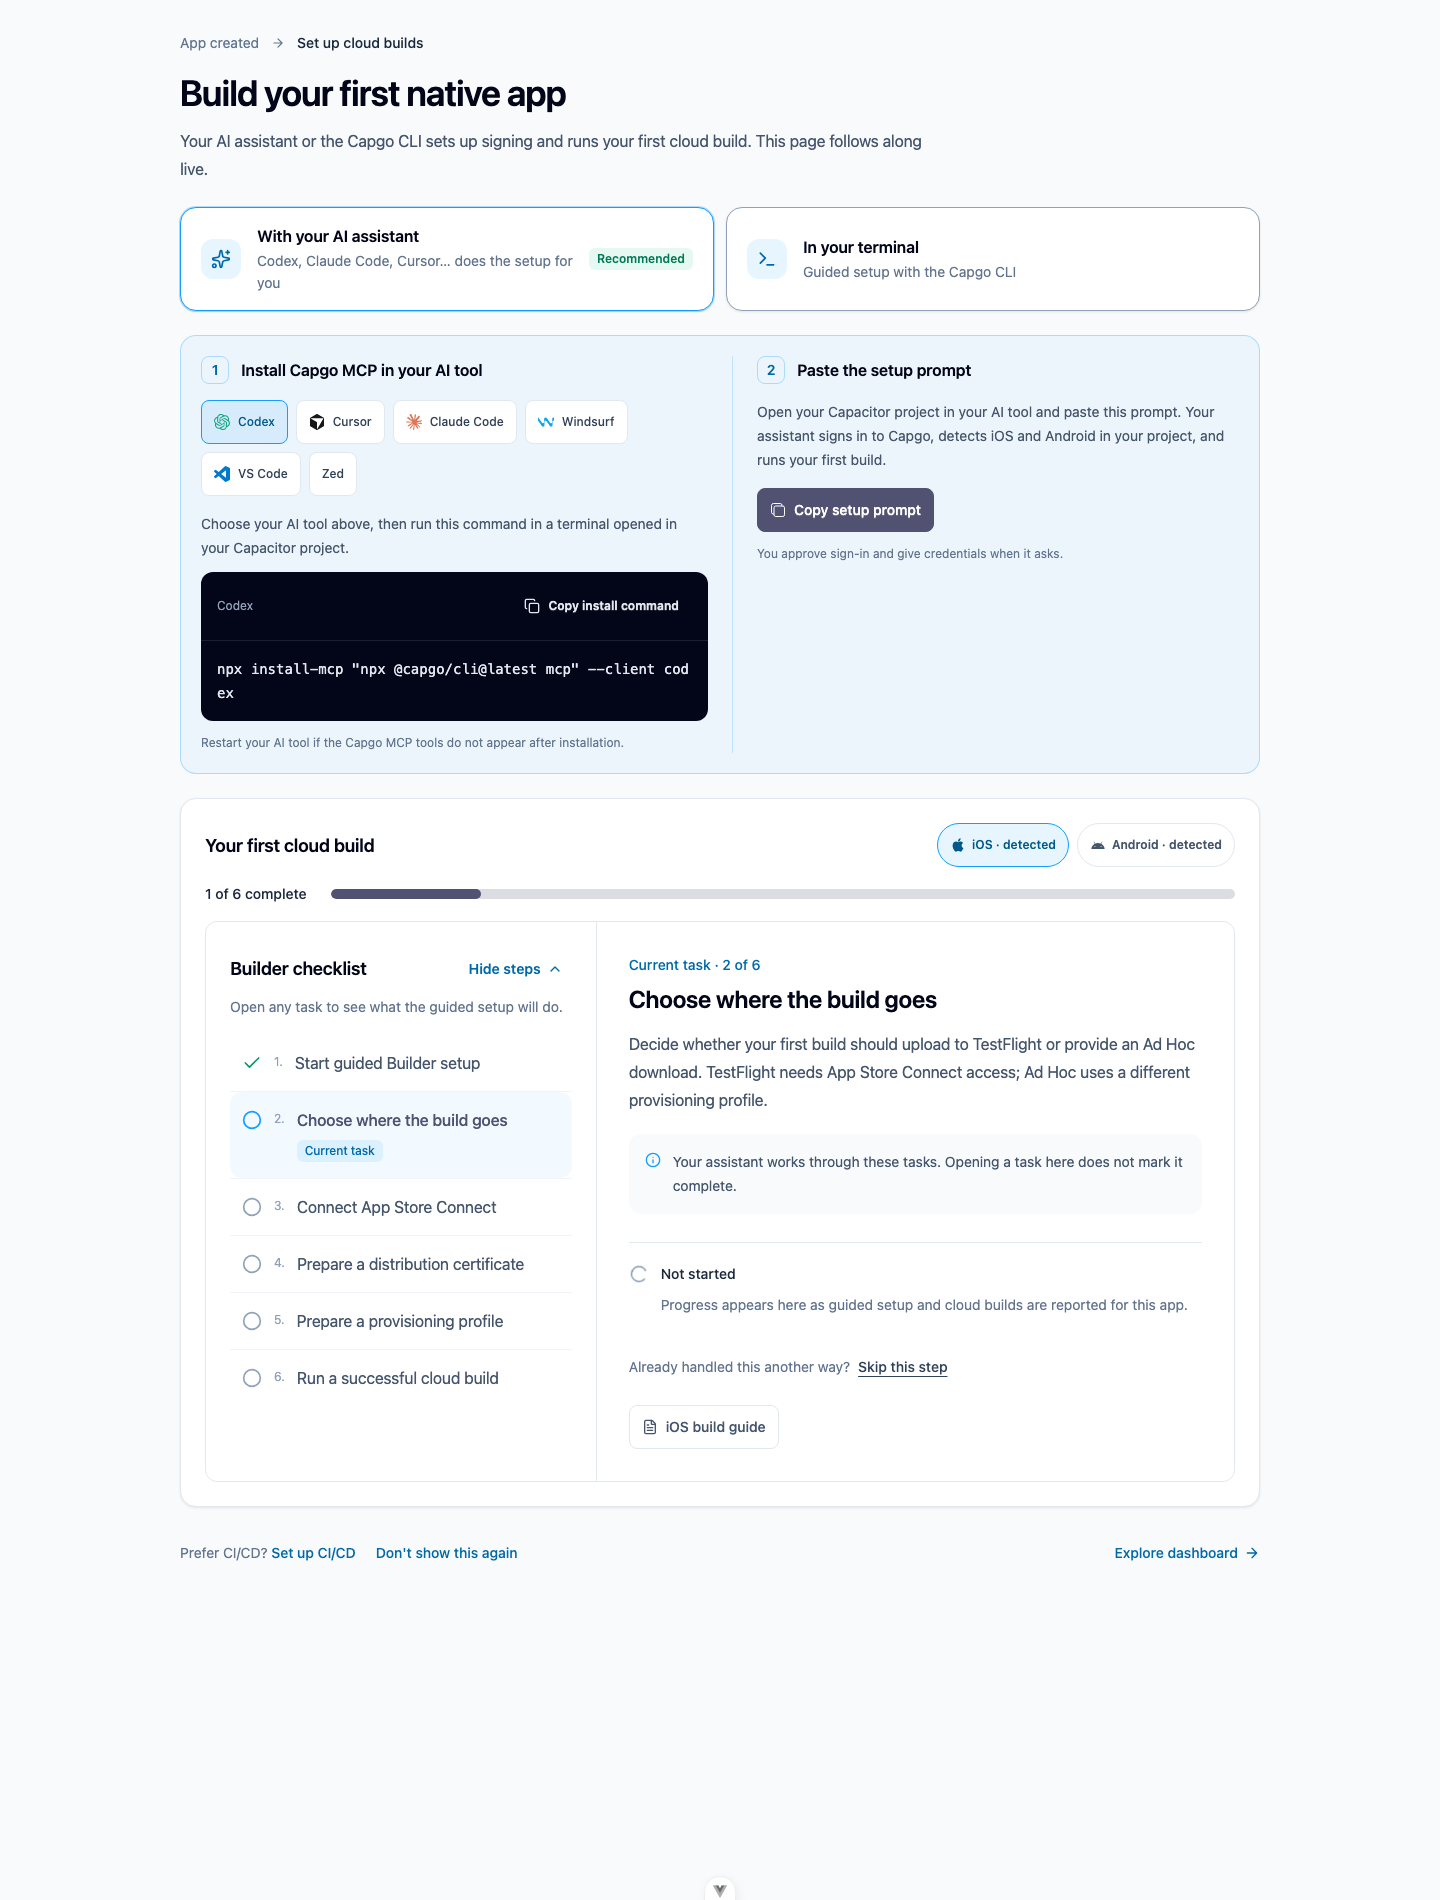 App created → Set up cloud builds
Build your first native app
Your AI assistant or the Capgo CLI sets up signing and runs your first cloud build. This page follows along
live.
With your AI assistant
Codex, Claude Code, Cursor... does the setup for
you
Recommended
In your terminal
Guided setup with the Capgo CLI
1 Install Capgo MCP in your AI tool
Codex
Cursor
Claude Code
Windsurf
VS Code
Zed
Choose your AI tool above, then run this command in a terminal opened in
your Capacitor project.
Codex
Copy install command
npx install-mcp "npx @capgo/cli@latest mcp" --client cod
ex
Restart your AI tool if the Capgo MCP tools do not appear after installation.
2 Paste the setup prompt
Open your Capacitor project in your AI tool and paste this prompt. Your
assistant signs in to Capgo, detects iOS and Android in your project, and
runs your first build.
Copy setup prompt
You approve sign-in and give credentials when it asks.
Your first cloud build
iOS · detected
Android · detected
1 of 6 complete
Builder checklist
Hide steps
Open any task to see what the guided setup will do.
1. Start guided Builder setup
2. Choose where the build goes
Current task
3. Connect App Store Connect
4. Prepare a distribution certificate
5. Prepare a provisioning profile
6. Run a successful cloud build
Current task · 2 of 6
Choose where the build goes
Decide whether your first build should upload to TestFlight or provide an Ad Hoc
download. TestFlight needs App Store Connect access; Ad Hoc uses a different
provisioning profile.
Your assistant works through these tasks. Opening a task here does not mark it
complete.
Not started
Progress appears here as guided setup and cloud builds are reported for this app.
Already handled this another way? Skip this step
iOS build guide
Prefer CI/CD? Set up CI/CD
Don't show this again
Explore dashboard →